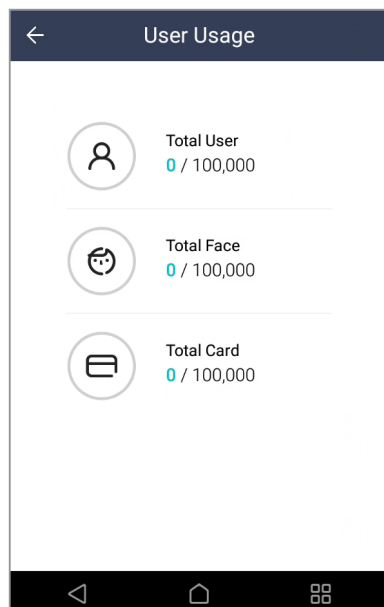 User Usage
Total User
0 / 100,000
Total Face
0 / 100,000
Total Card
0 / 100,000